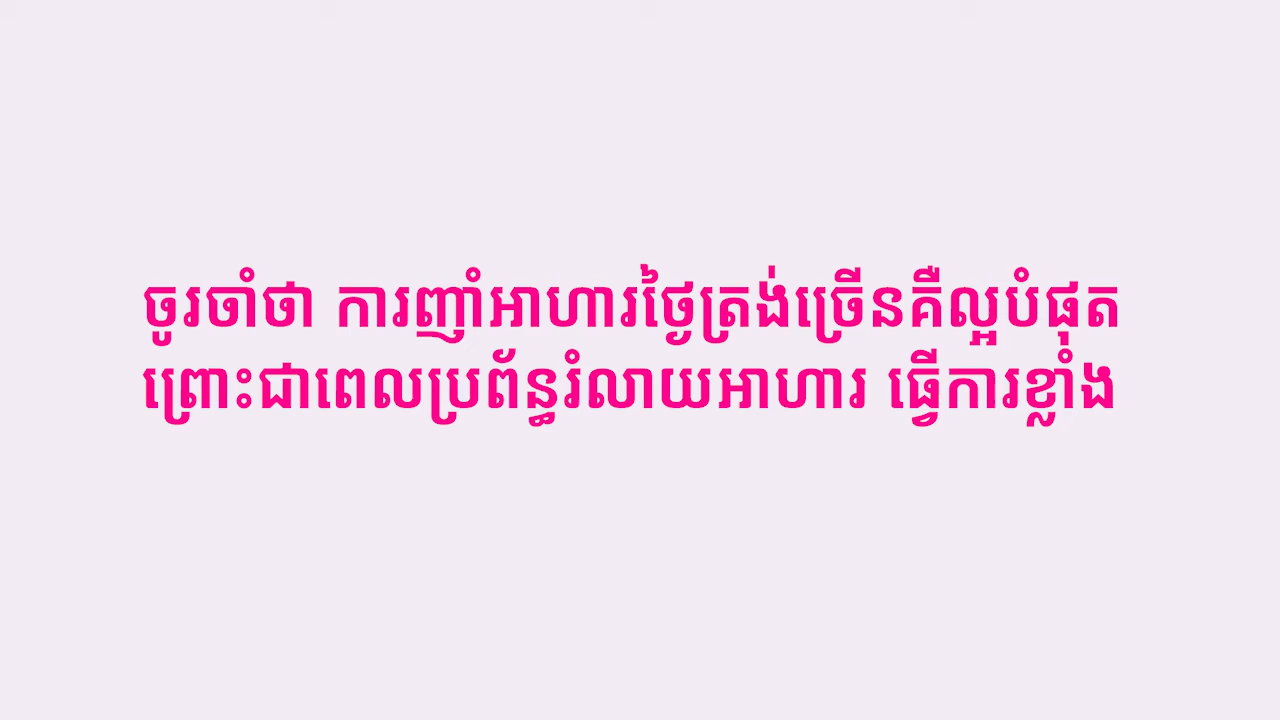 ចូរចាំថា ការញាំអាហារថ្ងៃត្រង់ច្រើនគឺល្អបំផុត
ព្រោះជាពេលប្រព័ន្ធរំលាយអាហារ ធ្វើការខ្លាំង